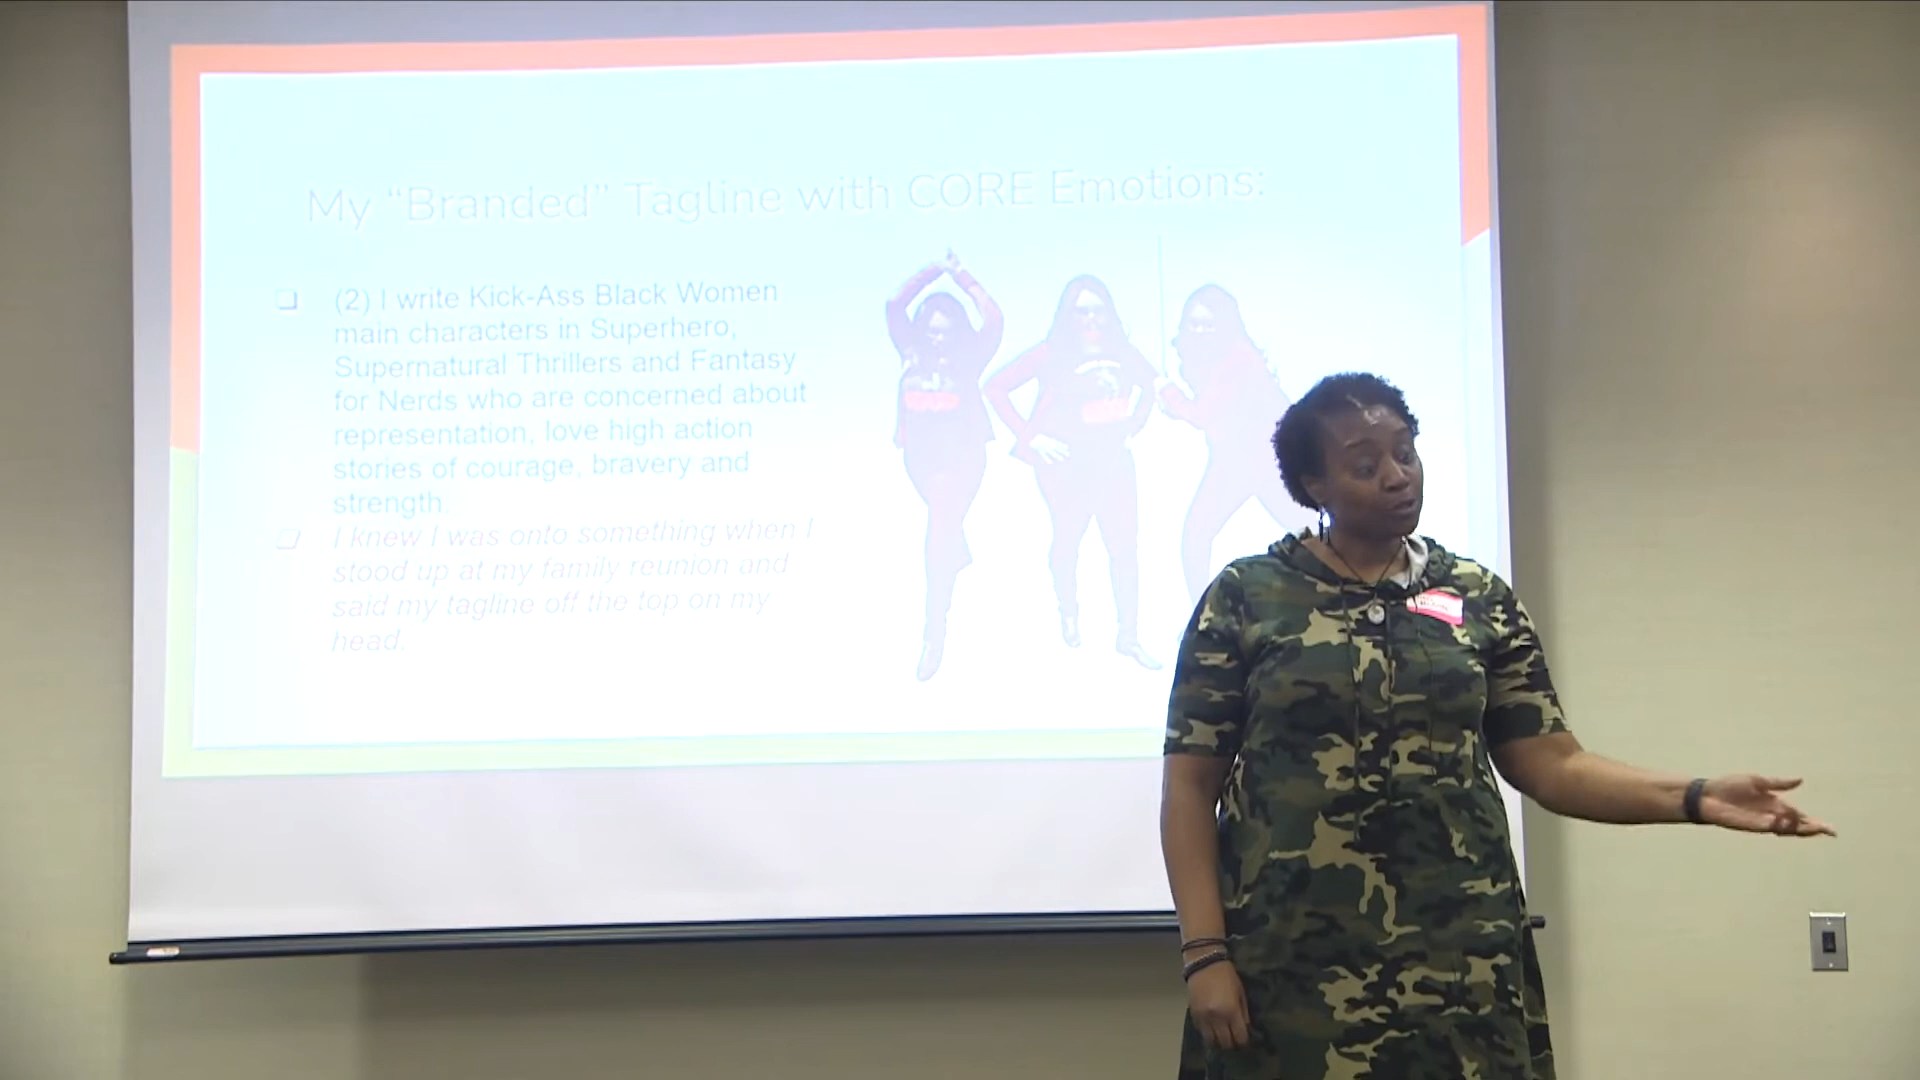 My “Branded” Tagline with CORE Emotions:
(2) I write Kick-Ass Black Women
main characters in Superhero,
Supernatural Thrillers and Fantasy
for Nerds who are concerned about
representation, love high action
stories of courage, bravery and
strength.
I knew I was onto something when I
stood up at my family reunion and
said my tagline off the top on my
head.